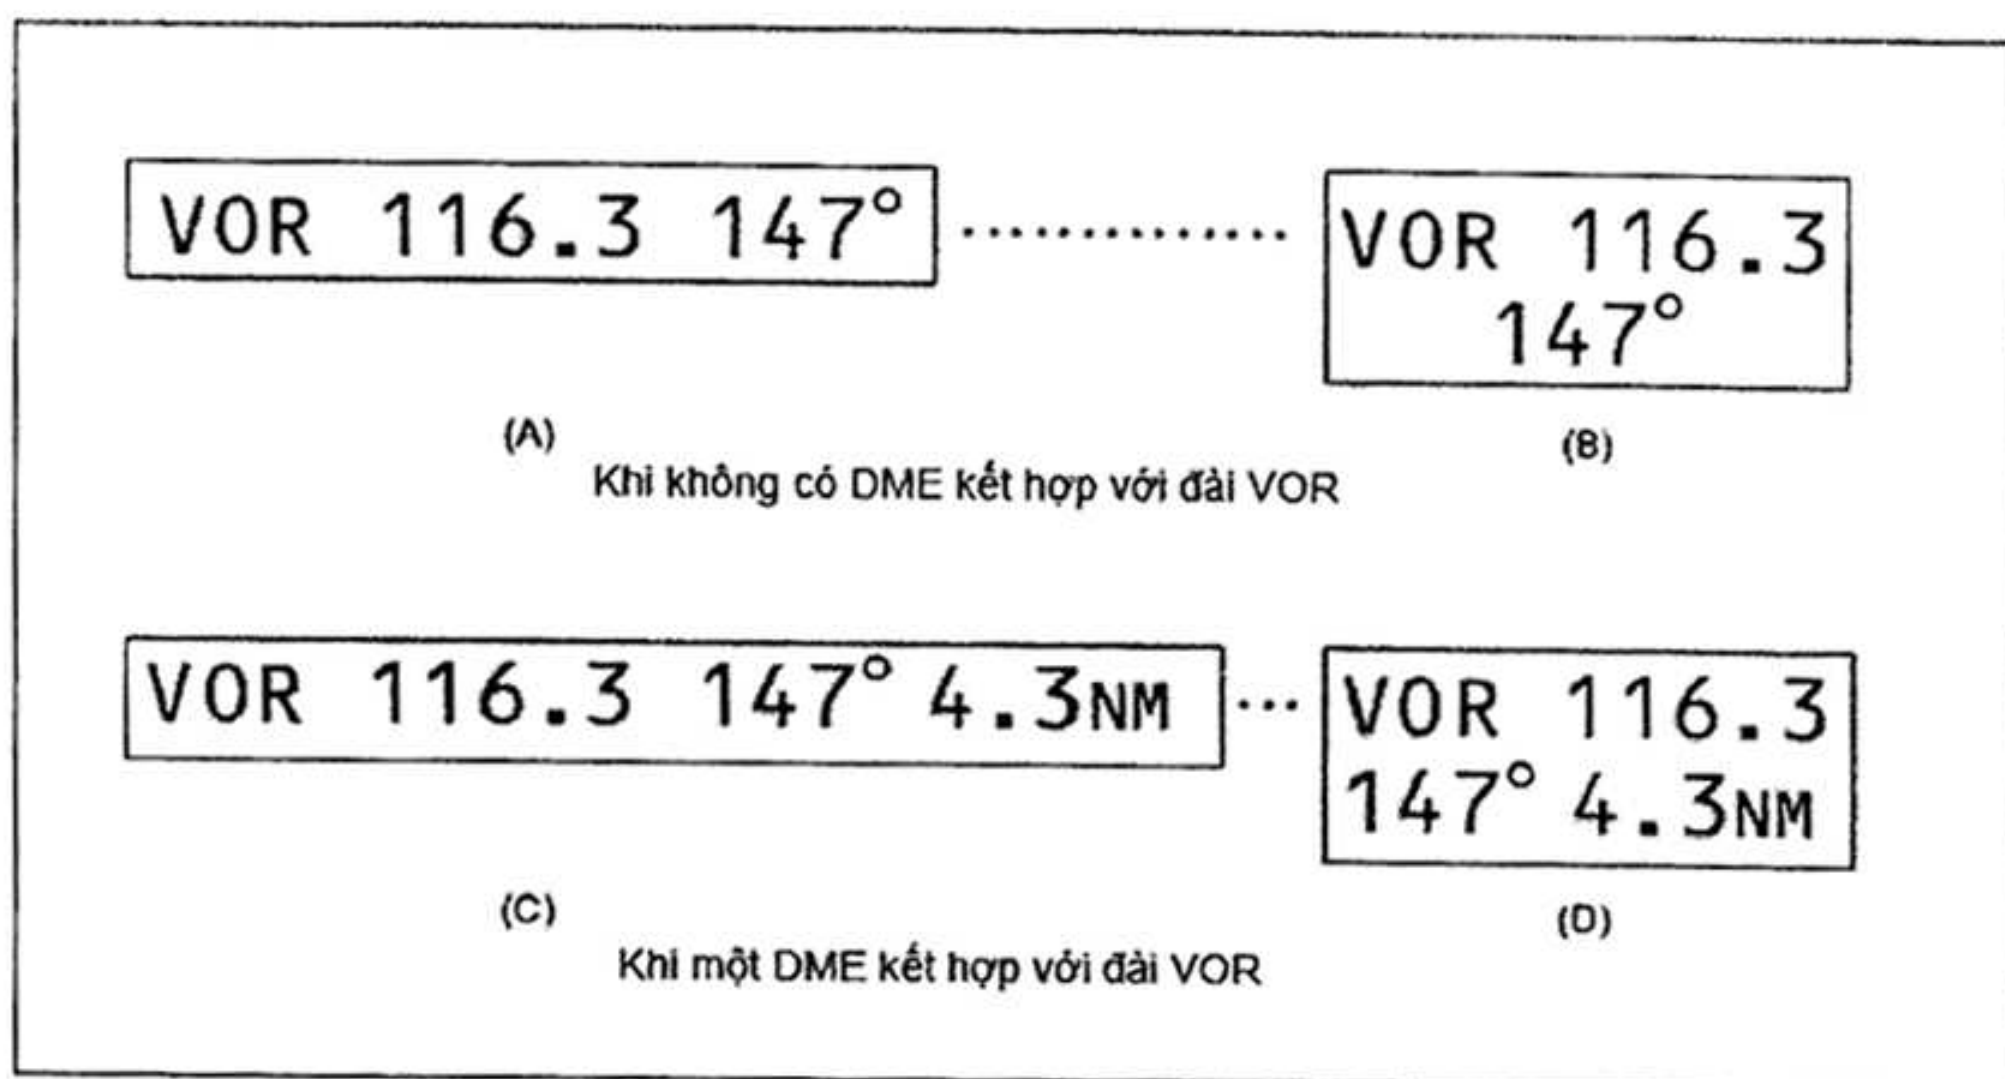 VOR 116.3 147°
VOR 116.3
147°
(A)
(B)
Khi không có DME kết hợp với đài VOR
VOR 116.3 147° 4.3NM
VOR 116.3
147° 4.3NM
(C)
(D)
Khi một DME kết hợp với đài VOR